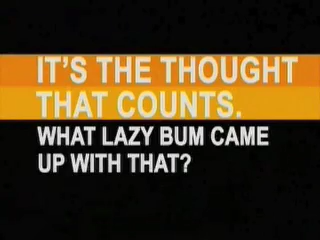 IT'S THE THOUGHT
THAT COUNTS.
WHAT LAZY BUM CAME
UP WITH THAT?